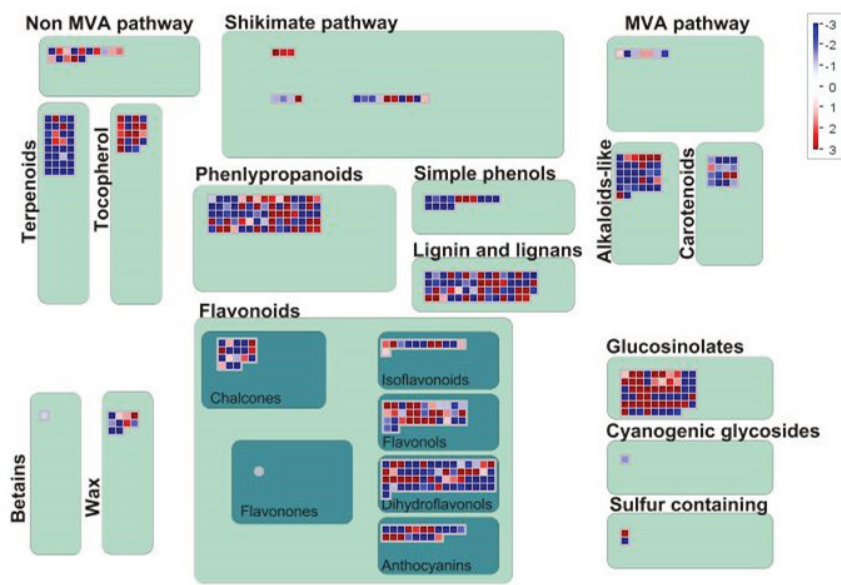 Non MVA pathway
Shikimate pathway
MVA pathway
-3
-2
-1
0
1
2
3
Terpenoids
Tocopherol
Phenlypropanoids
Simple phenols
Alkaloids-like
Carotenoids
Lignin and lignans
Flavonoids
Chalcones
Isoflavonoids
Glucosinolates
Flavonols
Cyanogenic glycosides
Betains
Wax
Flavonones
Dihydroflavonols
Sulfur containing
Anthocyanins